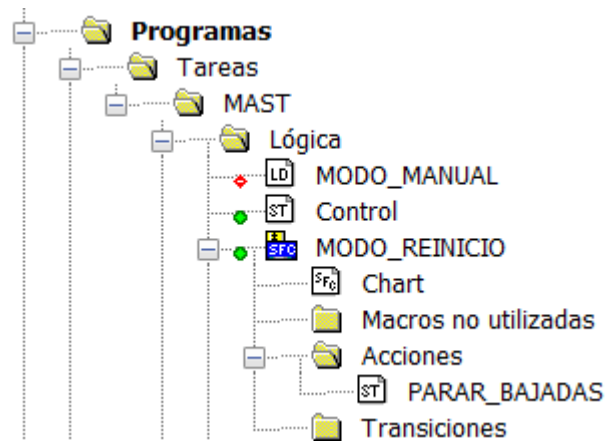 Programas
Tareas
MAST
Lógica
LD MODO_MANUAL
ST Control
SFC MODO_REINICIO
SFC Chart
Macros no utilizadas
Acciones
ST PARAR_BAJADAS
Transiciones